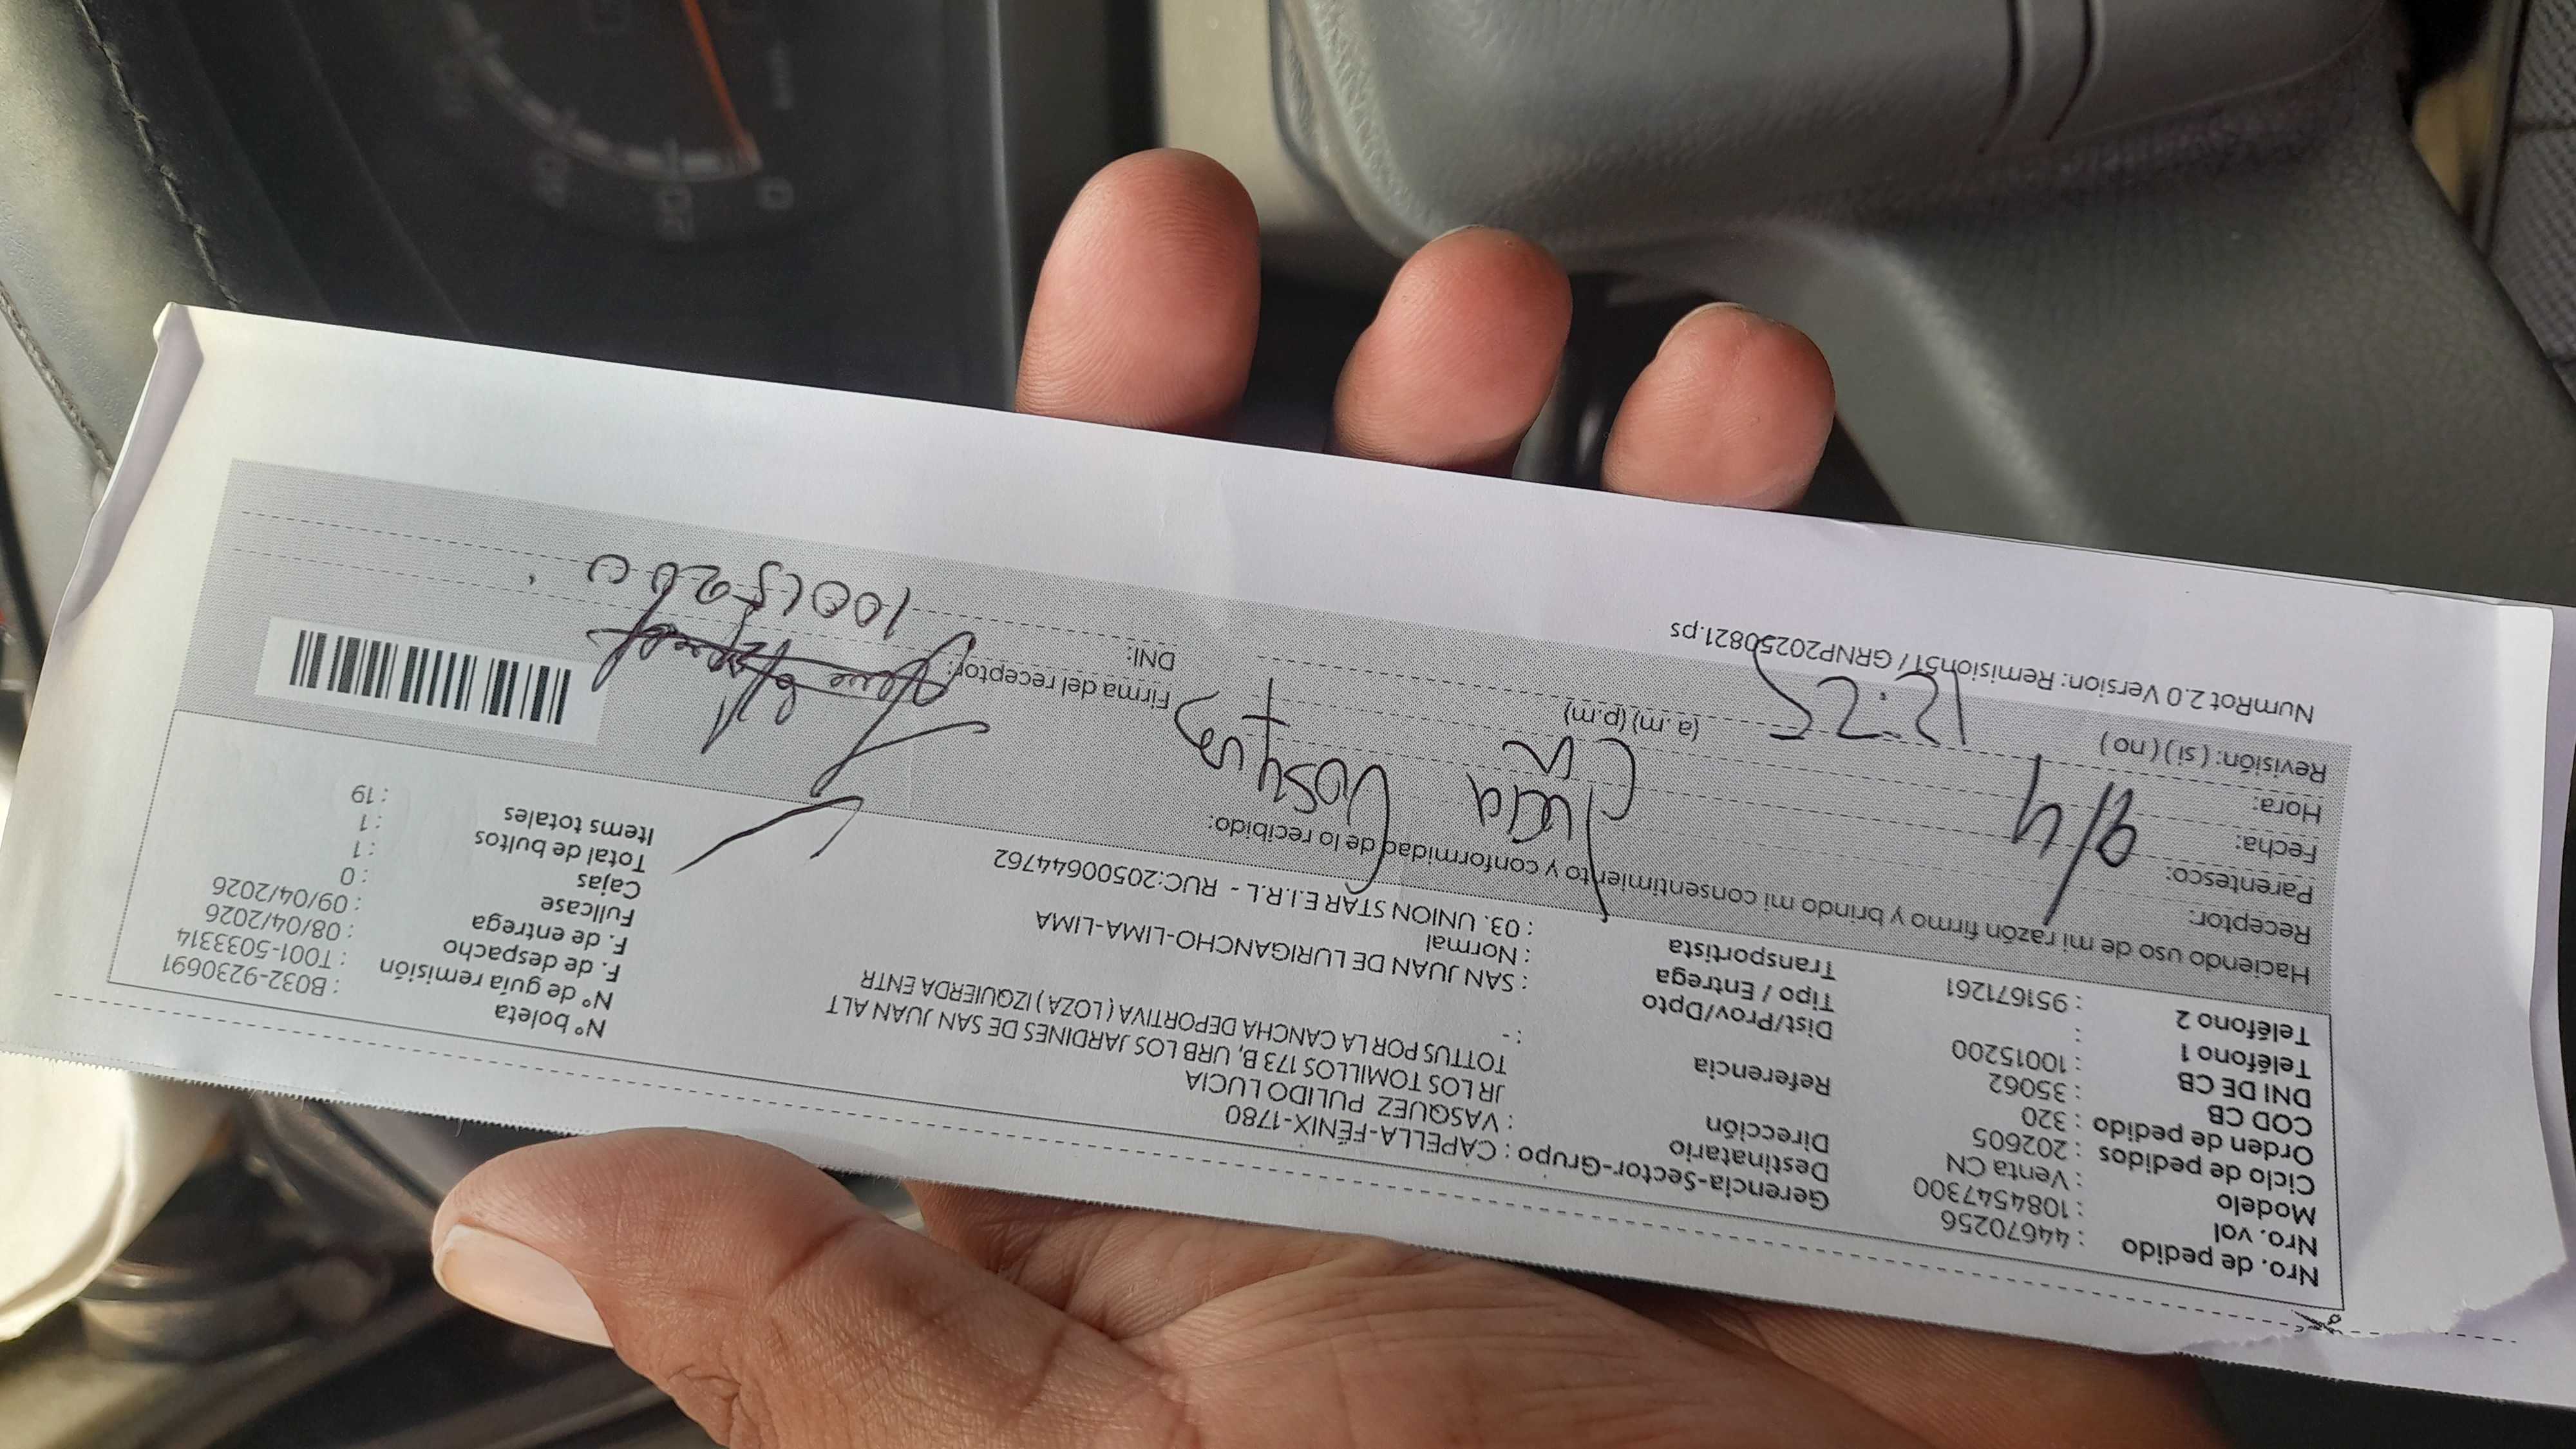 Nro. de pedido : 44670256
Nro. vol : 1084547300
Modelo : Venta CN
Ciclo de pedidos : 202605
Orden de pedido : 320
COD CB : 35062
DNI DE CB : 10015200
Teléfono 1 :
Teléfono 2 : 951671261
Gerencia-Sector-Grupo : CAPELLA-FÉNIX-1780
Destinatario : VASQUEZ PULIDO LUCIA
Dirección JR LOS TOMILLOS 173 B, URB LOS JARDINES DE SAN JUAN ALT
TOTTUS POR LA CANCHA DEPORTIVA ( LOZA ) IZQUIERDA ENTR
Referencia : -
Dist/Prov/Dpto : SAN JUAN DE LURIGANCHO-LIMA-LIMA
Tipo / Entrega : Normal
Transportista : 03. UNION STAR E.I.R.L - RUC:20500644762
N° boleta : B032-9230691
N° de guía remisión : T001-5033314
F. de despacho : 08/04/2026
F. de entrega : 09/04/2026
Fullcase : 0
Cajas : 1
Total de bultos : 1
Items totales : 19
Haciendo uso de mi razón firmo y brindo mi consentimiento y conformidad de lo recibido:
Receptor: Lucia Vasquez
Parentesco:
Fecha: 9/4
Hora: 12:25 (a.m) (p.m)
Revisión: ( si ) ( no )
Firma del receptor:
DNI: 10015200
NumRot 2.0 Version: Remision51 / GRNP20250821.ps